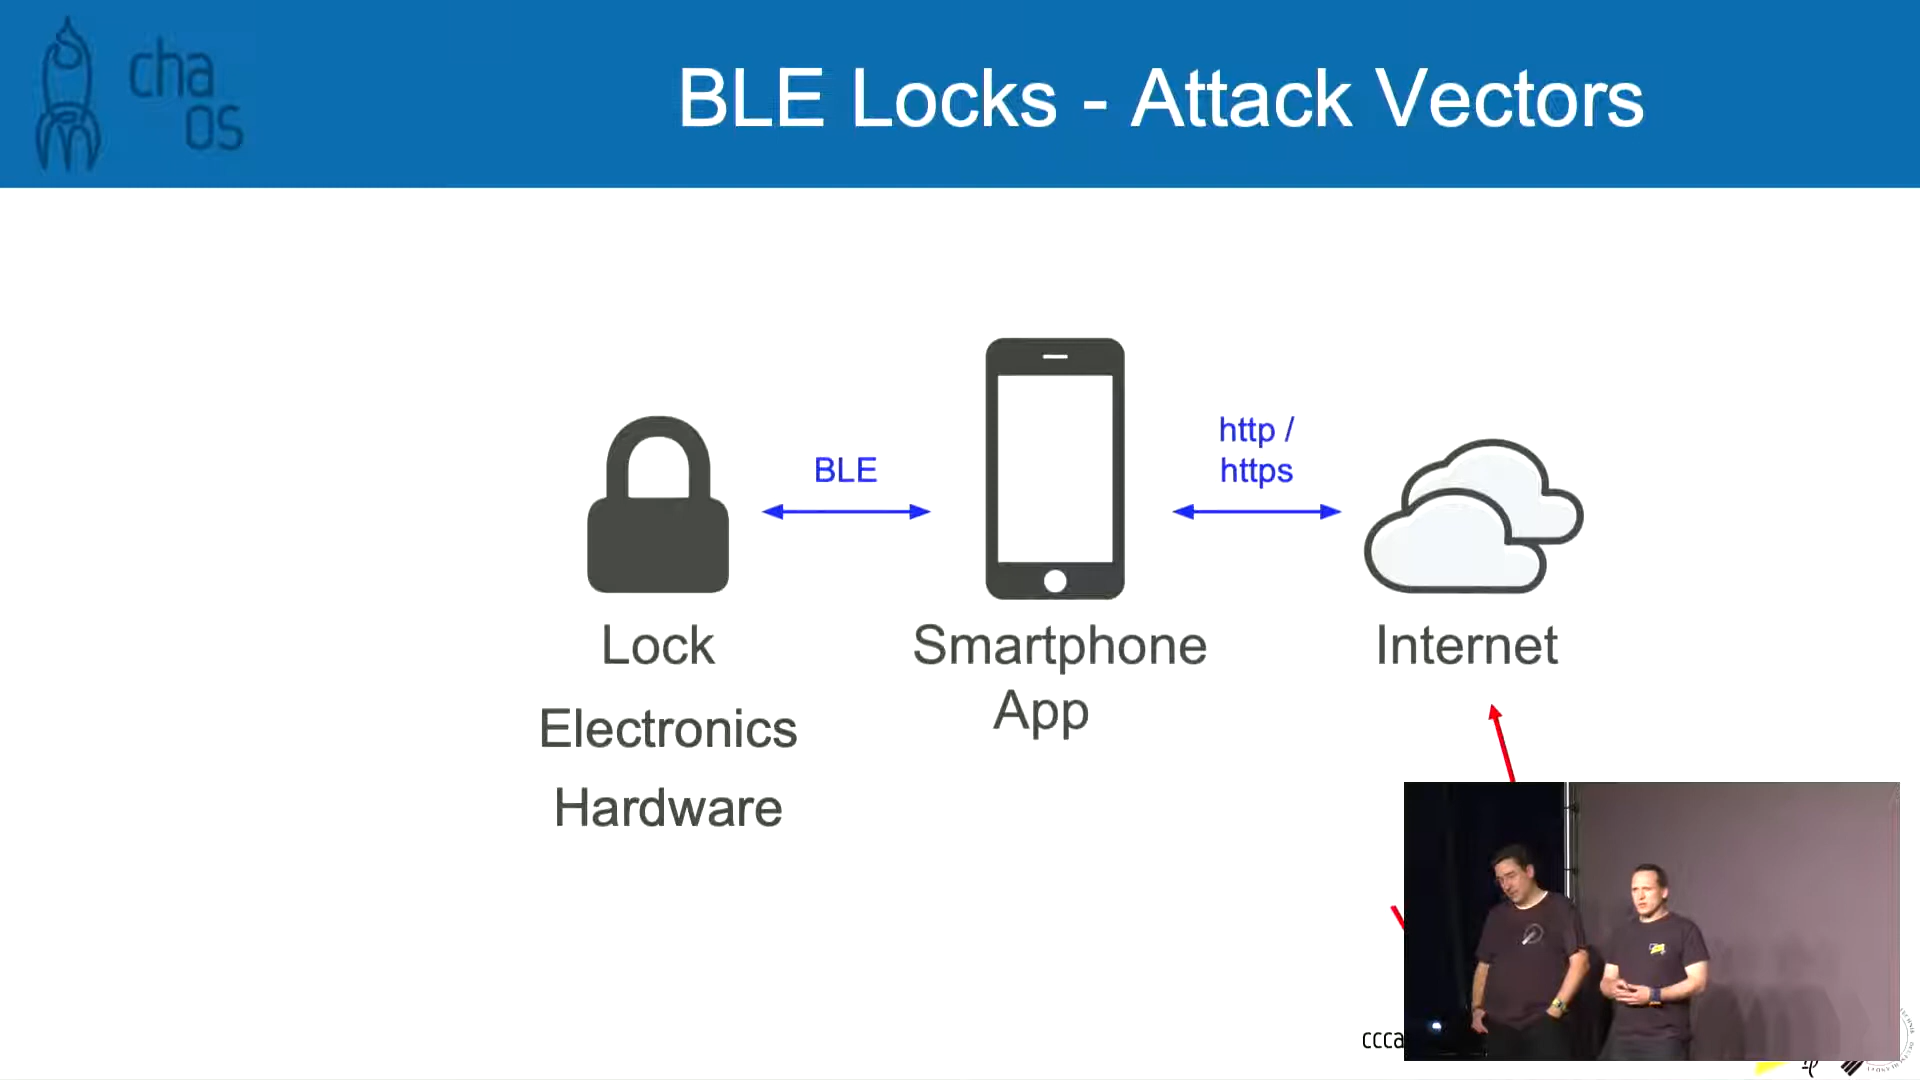 cha
os
BLE Locks - Attack Vectors
BLE
http /
https
Lock
Smartphone
App
Internet
Electronics
Hardware
ccca